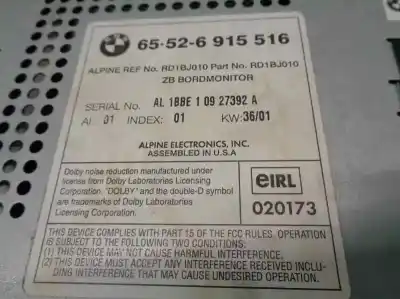 BMW
65-52-6 915 516
ALPINE REF No. RD1BJ010 Part No. RD1BJ010
ZB BORDMONITOR
SERIAL No. AL 1BBE 1 09 27392 A
AI 01 INDEX: 01 KW: 36/01
ALPINE ELECTRONICS, INC.
ASSEMBLED IN U.S.A
Dolby noise reduction manufactured under
license from Dolby Laboratories Licensing
Corporation. "DOLBY" and the double-D symbol
are trademarks of Dolby Laboratories
Licensing Corporation.
eIRL
020173
THIS DEVICE COMPLIES WITH PART 15 OF THE FCC RULES. OPERATION
IS SUBJECT TO THE FOLLOWING TWO CONDITIONS:
(1) THIS DEVICE MAY NOT CAUSE HARMFUL INTERFERENCE.
(2) THIS DEVICE MUST ACCEPT ANY INTERFERENCE RECEIVED INCLU-
DING INTERFERENCE THAT MAY CAUSE UNDESIRED OPERATION.